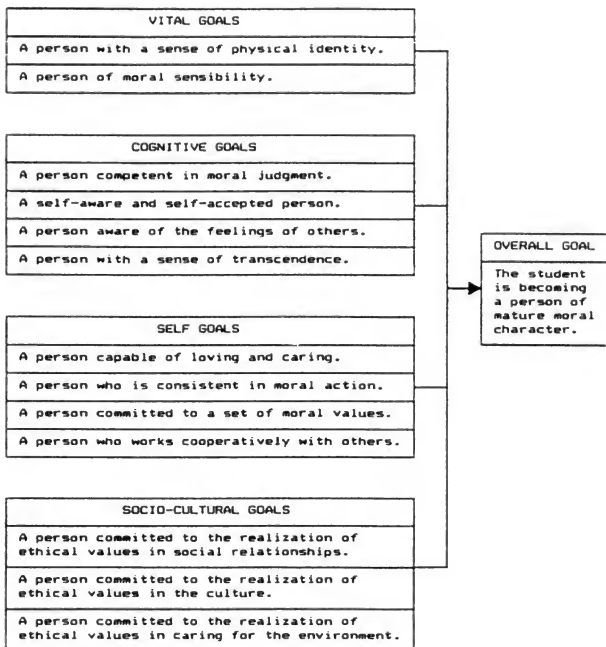 VITAL GOALS
A person with a sense of physical identity.
A person of moral sensibility.
COGNITIVE GOALS
A person competent in moral judgment.
A self-aware and self-accepted person.
A person aware of the feelings of others.
A person with a sense of transcendence.
SELF GOALS
A person capable of loving and caring.
A person who is consistent in moral action.
A person committed to a set of moral values.
A person who works cooperatively with others.
SOCIO-CULTURAL GOALS
A person committed to the realization of
ethical values in social relationships.
A person committed to the realization of
ethical values in the culture.
A person committed to the realization of
ethical values in caring for the environment.
OVERALL GOAL
The student
is becoming
a person of
mature moral
character.